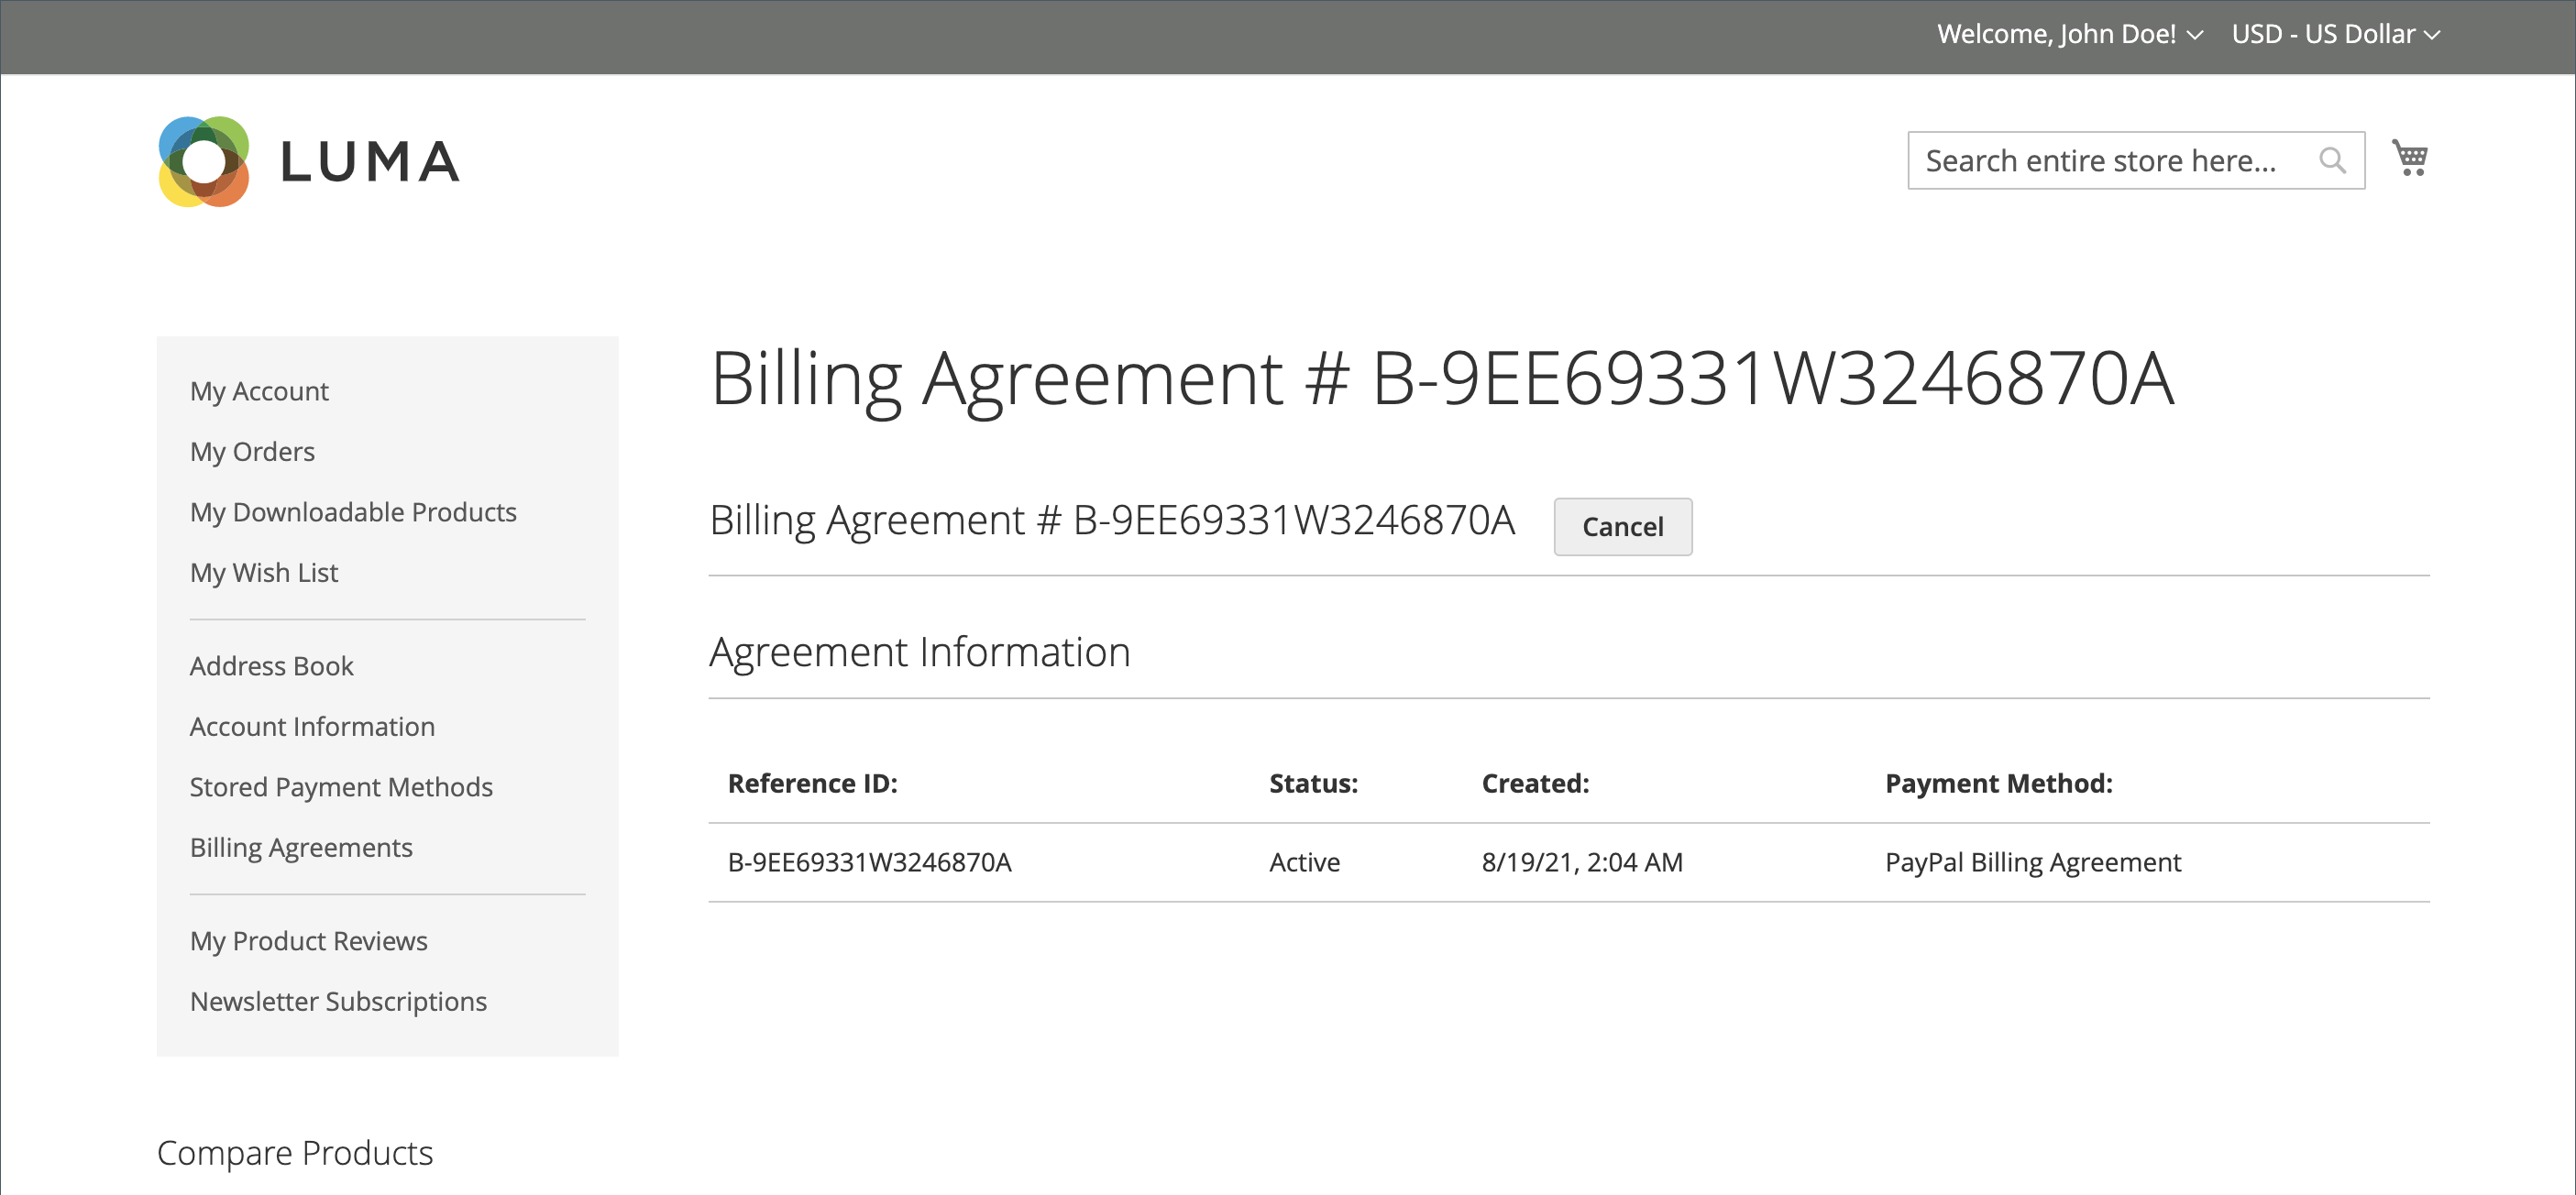 Welcome, John Doe! USD - US Dollar
LUMA
Search entire store here...
My Account
My Orders
My Downloadable Products
My Wish List
Address Book
Account Information
Stored Payment Methods
Billing Agreements
My Product Reviews
Newsletter Subscriptions
Compare Products
Billing Agreement # B-9EE69331W3246870A
Billing Agreement # B-9EE69331W3246870A Cancel
Agreement Information
Reference ID: Status: Created: Payment Method:
B-9EE69331W3246870A Active 8/19/21, 2:04 AM PayPal Billing Agreement